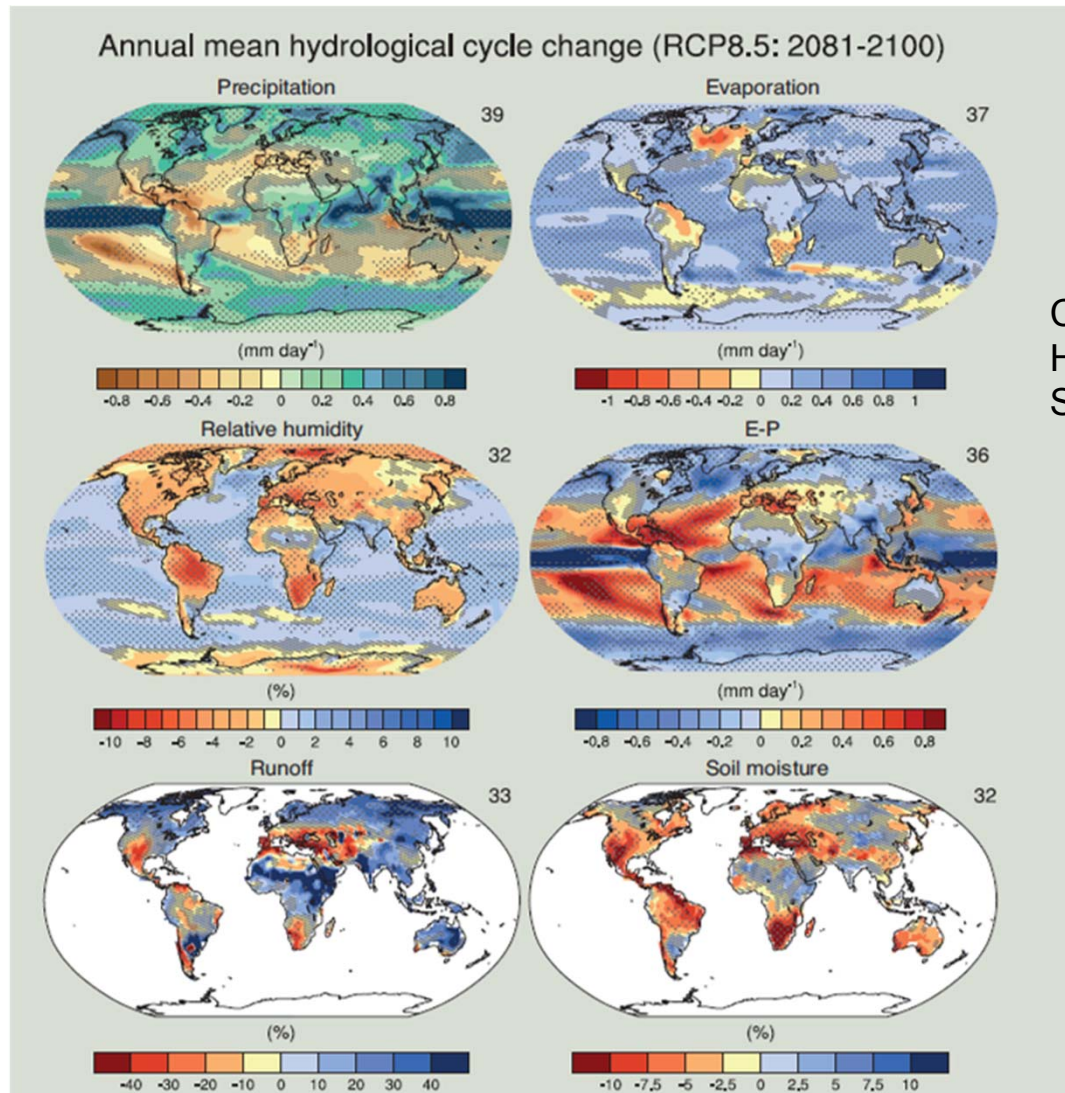 Annual mean hydrological cycle change (RCP8.5: 2081-2100)
Precipitation
39
(mm day-1)
-0.8 -0.6 -0.4 -0.2 0 0.2 0.4 0.6 0.8
Evaporation
37
(mm day-1)
-1 -0.8 -0.6 -0.4 -0.2 0 0.2 0.4 0.6 0.8 1
Relative humidity
32
(%)
-10 -8 -6 -4 -2 0 2 4 6 8 10
E-P
36
(mm day-1)
-0.8 -0.6 -0.4 -0.2 0 0.2 0.4 0.6 0.8
Runoff
33
(%)
-40 -30 -20 -10 0 10 20 30 40
Soil moisture
32
(%)
-10 -7.5 -5 -2.5 0 2.5 5 7.5 10